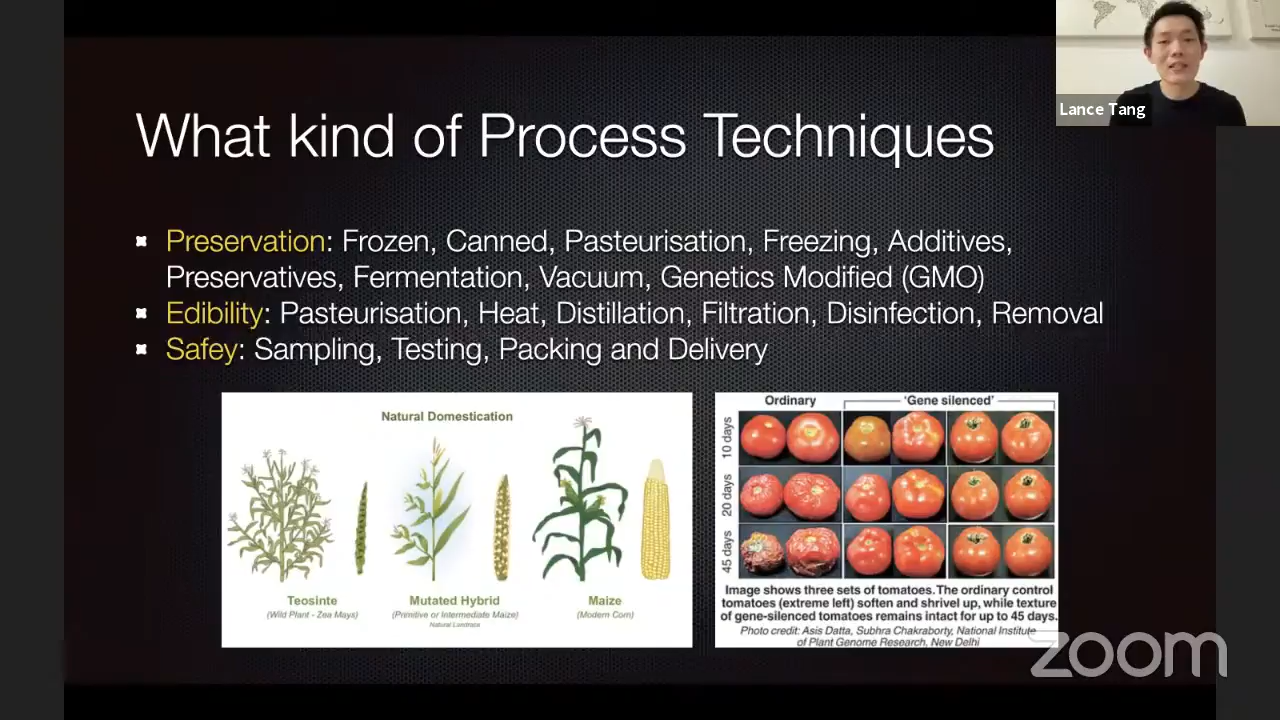 What kind of Process Techniques
Lance Tang
Preservation: Frozen, Canned, Pasteurisation, Freezing, Additives,
Preservatives, Fermentation, Vacuum, Genetics Modified (GMO)
Edibility: Pasteurisation, Heat, Distillation, Filtration, Disinfection, Removal
Safey: Sampling, Testing, Packing and Delivery
Natural Domestication
Teosinte
(Wild Plant - Zea Mays)
Mutated Hybrid
(Primitive or Intermediate Maize)
Natural Landrace
Maize
(Modern Corn)
Ordinary
'Gene silenced'
10 days
20 days
45 days
Image shows three sets of tomatoes. The ordinary control
tomatoes (extreme left) soften and shrivel up, while texture
of gene-silenced tomatoes remains intact for up to 45 days.
Photo credit: Asis Datta, Subhra Chakraborty, National Institute
of Plant Genome Research, New Delhi
zoom